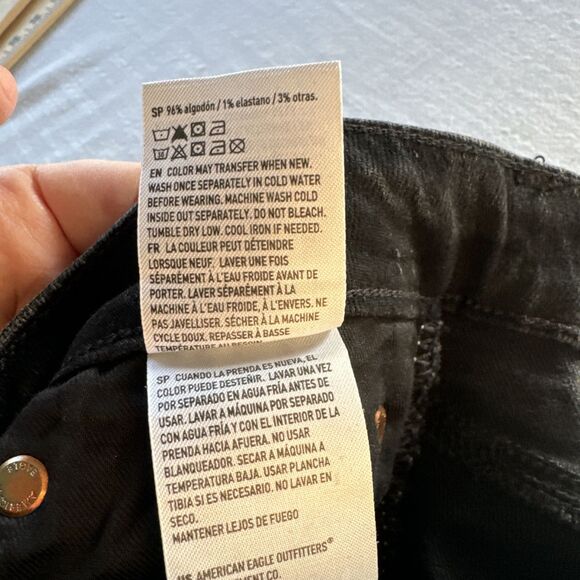 SP 96% algodón / 1% elastano / 3% otras.
EN COLOR MAY TRANSFER WHEN NEW.
WASH ONCE SEPARATELY IN COLD WATER
BEFORE WEARING. MACHINE WASH COLD
INSIDE OUT SEPARATELY. DO NOT BLEACH.
TUMBLE DRY LOW. COOL IRON IF NEEDED.
FR LA COULEUR PEUT DÉTEINDRE
LORSQUE NEUF. LAVER UNE FOIS
SÉPARÉMENT À L'EAU FROIDE AVANT DE
PORTER. LAVER SÉPARÉMENT À LA
MACHINE À L'EAU FROIDE, À L'ENVERS. NE
PAS JAVELLISER. SÉCHER À LA MACHINE
CYCLE DOUX. REPASSER À BASSE
TEMPÉRATURE AU BESOIN.
SP CUANDO LA PRENDA ES NUEVA, EL
COLOR PUEDE DESTEÑIR. LAVAR UNA VEZ
POR SEPARADO EN AGUA FRÍA ANTES DE
USAR. LAVAR A MÁQUINA POR SEPARADO
CON AGUA FRÍA Y CON EL INTERIOR DE LA
PRENDA HACIA AFUERA. NO USAR
BLANQUEADOR. SECAR A MÁQUINA A
TEMPERATURA BAJA. USAR PLANCHA
TIBIA SI ES NECESARIO. NO LAVAR EN
SECO.
MANTENER LEJOS DE FUEGO
US AMERICAN EAGLE OUTFITTERS®